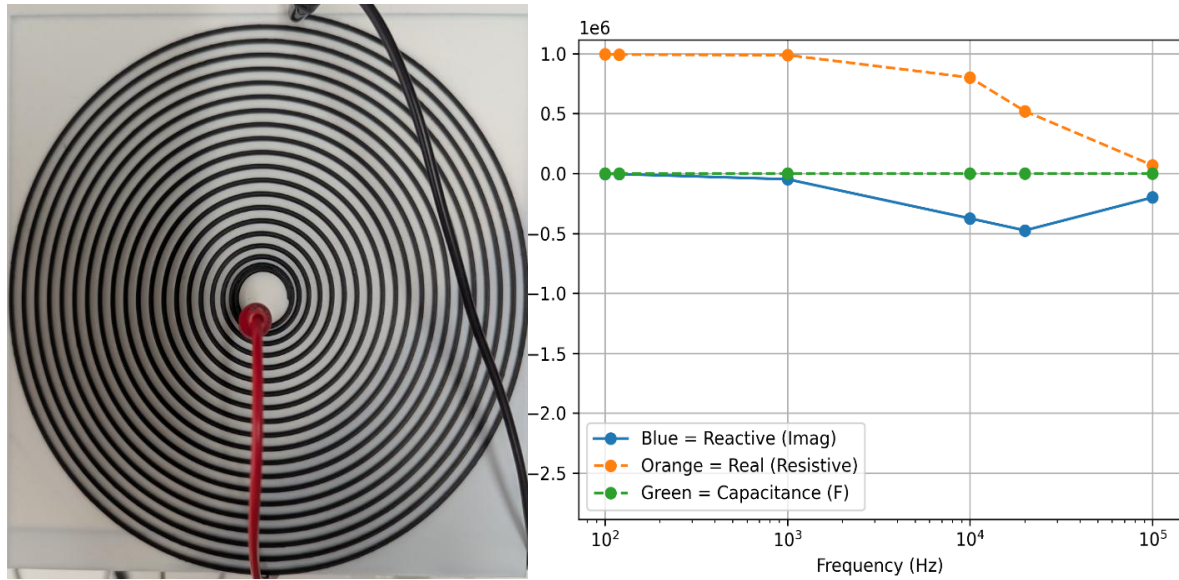 1e6
1.0
0.5
0.0
−0.5
−1.0
−1.5
−2.0
−2.5
Blue = Reactive (Imag)
Orange = Real (Resistive)
Green = Capacitance (F)
10² 10³ 10⁴ 10⁵
Frequency (Hz)